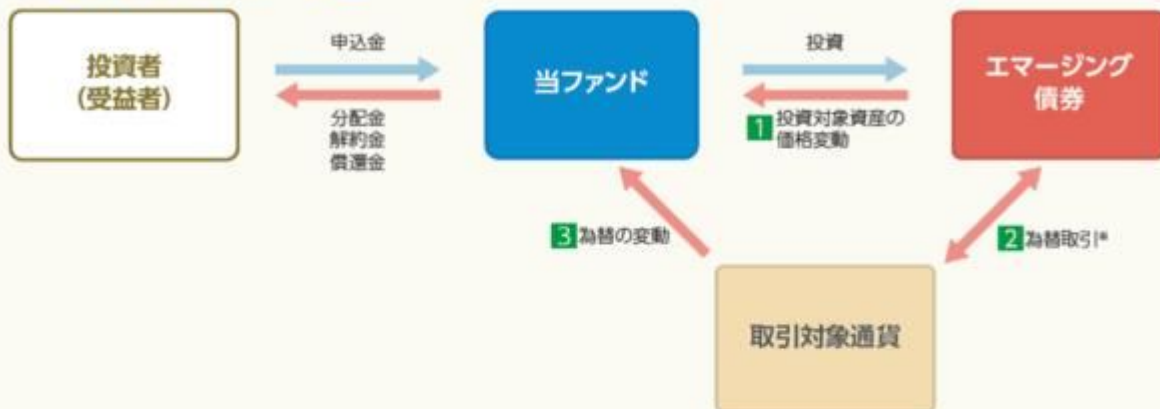 申込金
投資
投資者
(受益者)
当ファンド
エマージング
債券
分配金
解約金
償還金
1 投資対象資産の
価格変動
3 為替の変動
2 為替取引*
取引対象通貨